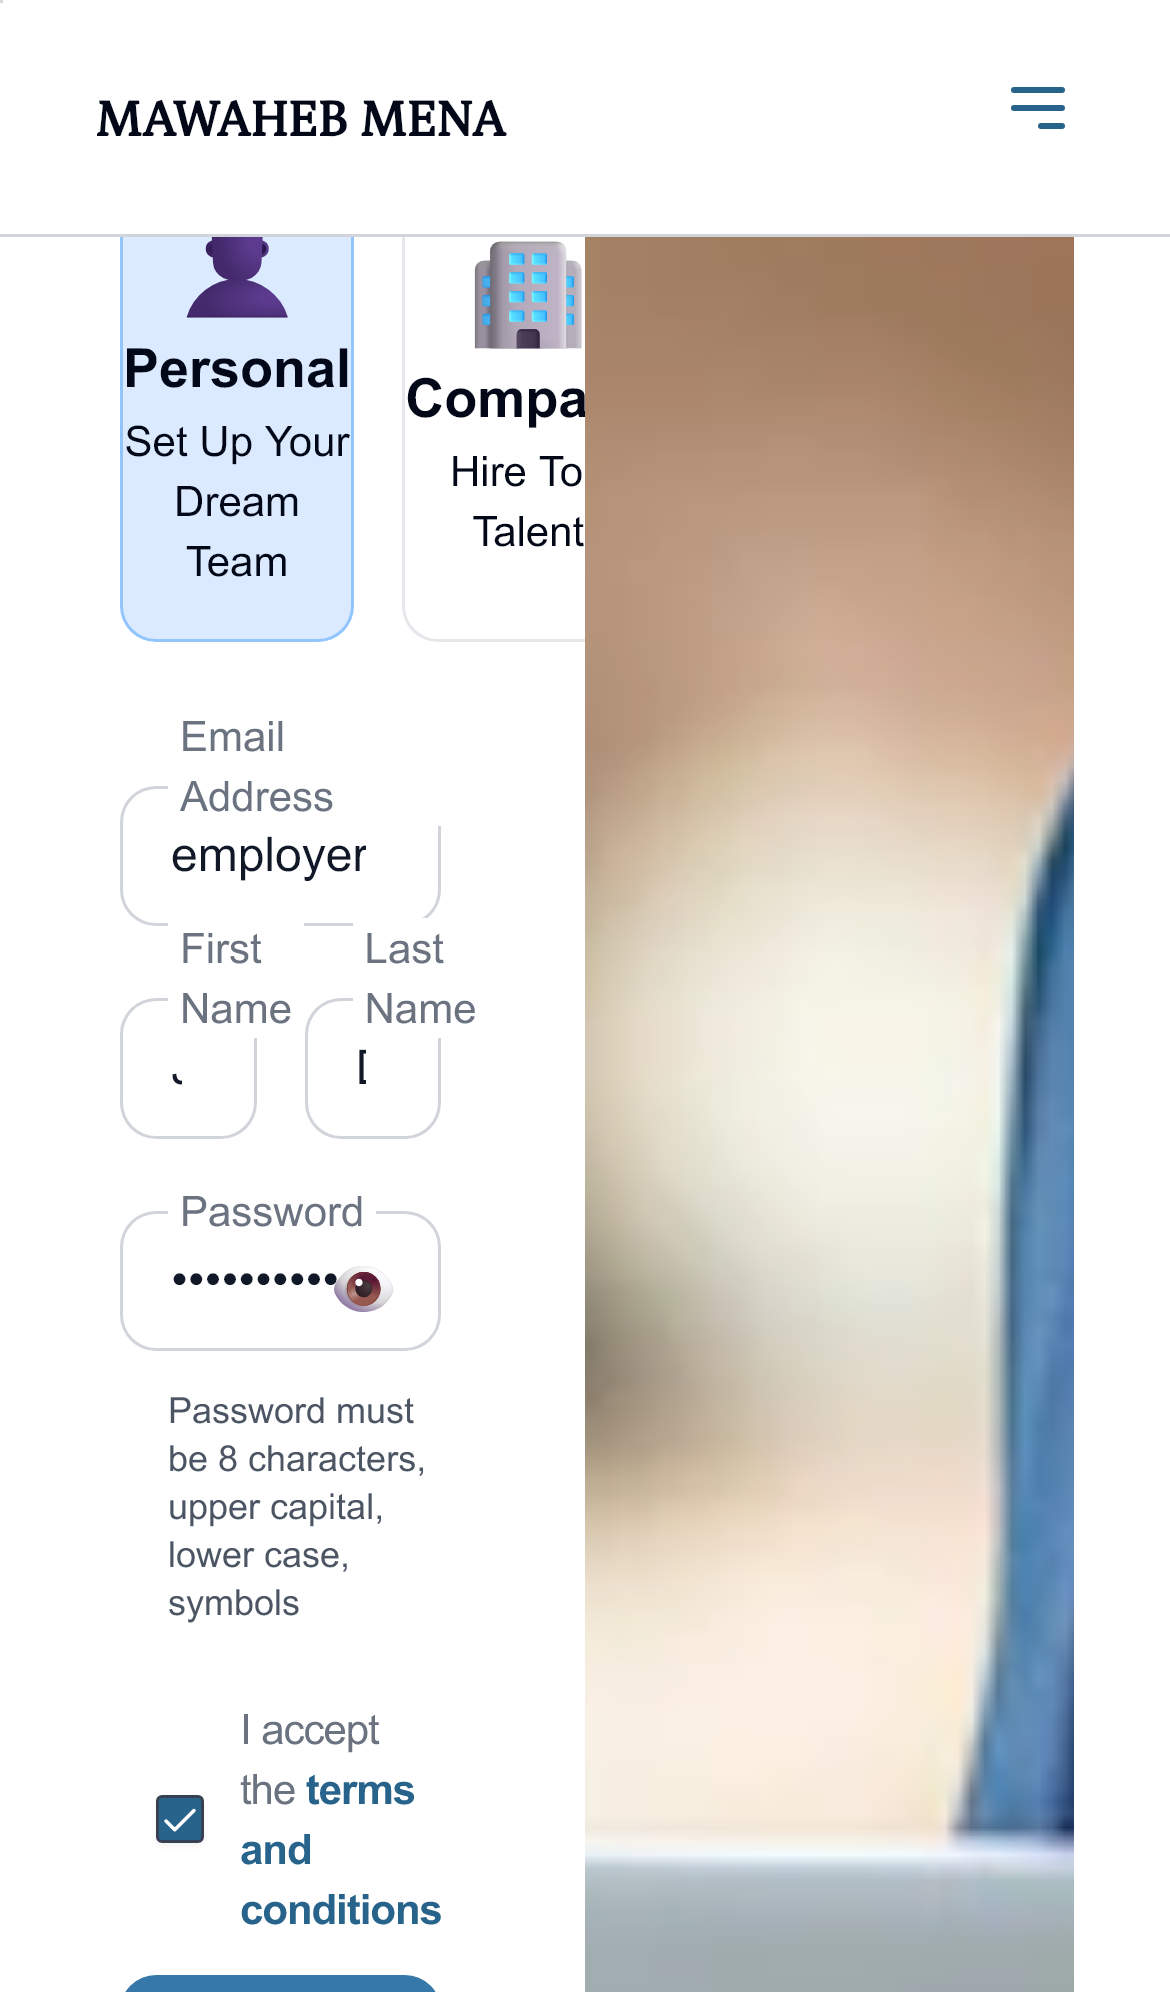 MAWAHEB MENA
Personal
Set Up Your
Dream
Team
Compa
Hire To
Talent
Email
Address
employer
First
Name
Last
Name
Password
Password must
be 8 characters,
upper capital,
lower case,
symbols
I accept
the terms
and
conditions